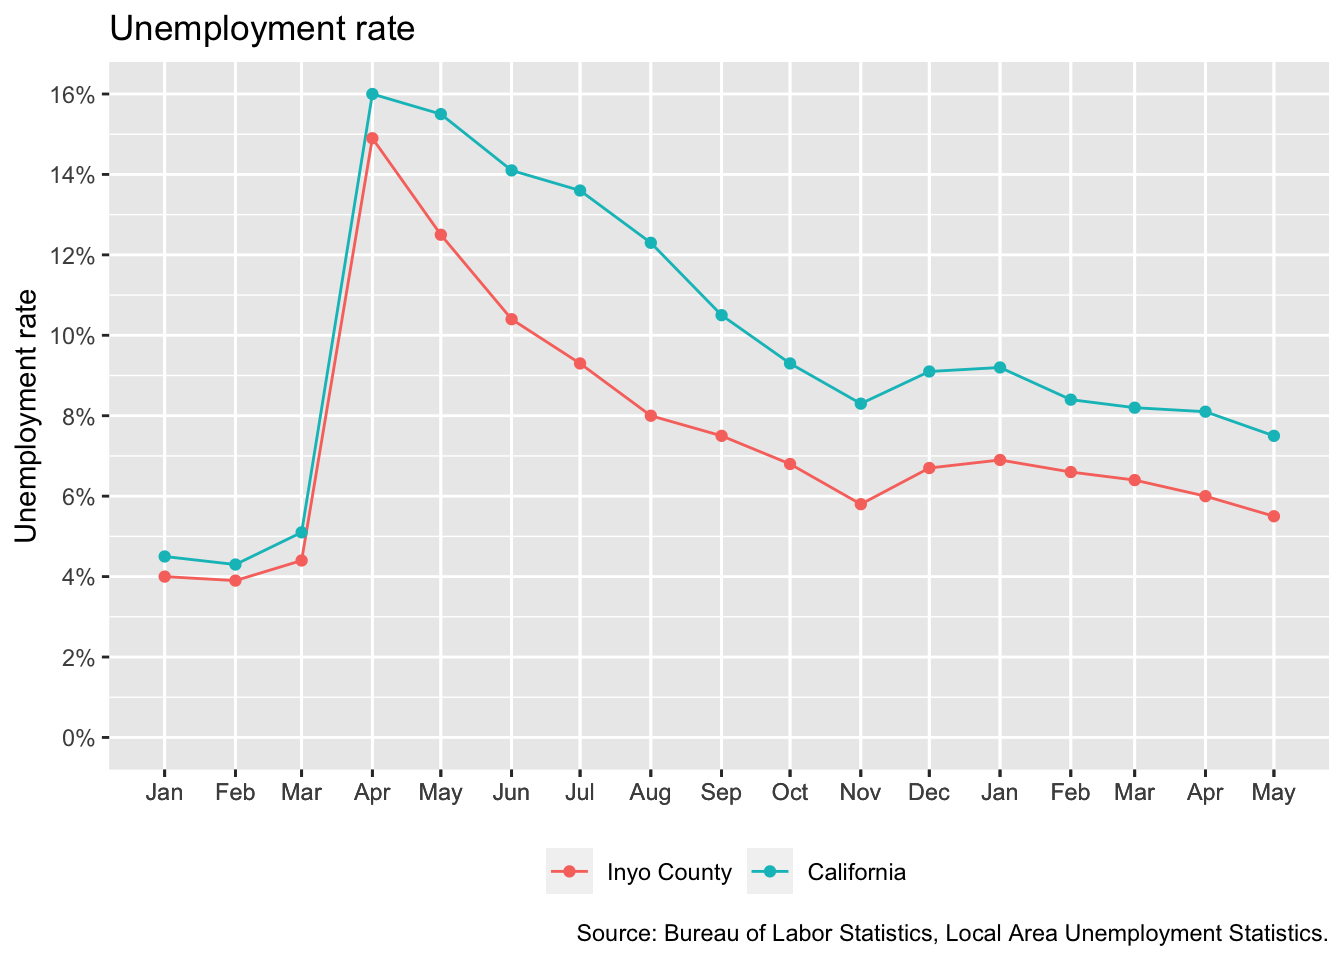 Unemployment rate
Unemployment rate
16%
14%
12%
10%
8%
6%
4%
2%
0%
Jan Feb Mar Apr May Jun Jul Aug Sep Oct Nov Dec Jan Feb Mar Apr May
Inyo County California
Source: Bureau of Labor Statistics, Local Area Unemployment Statistics.